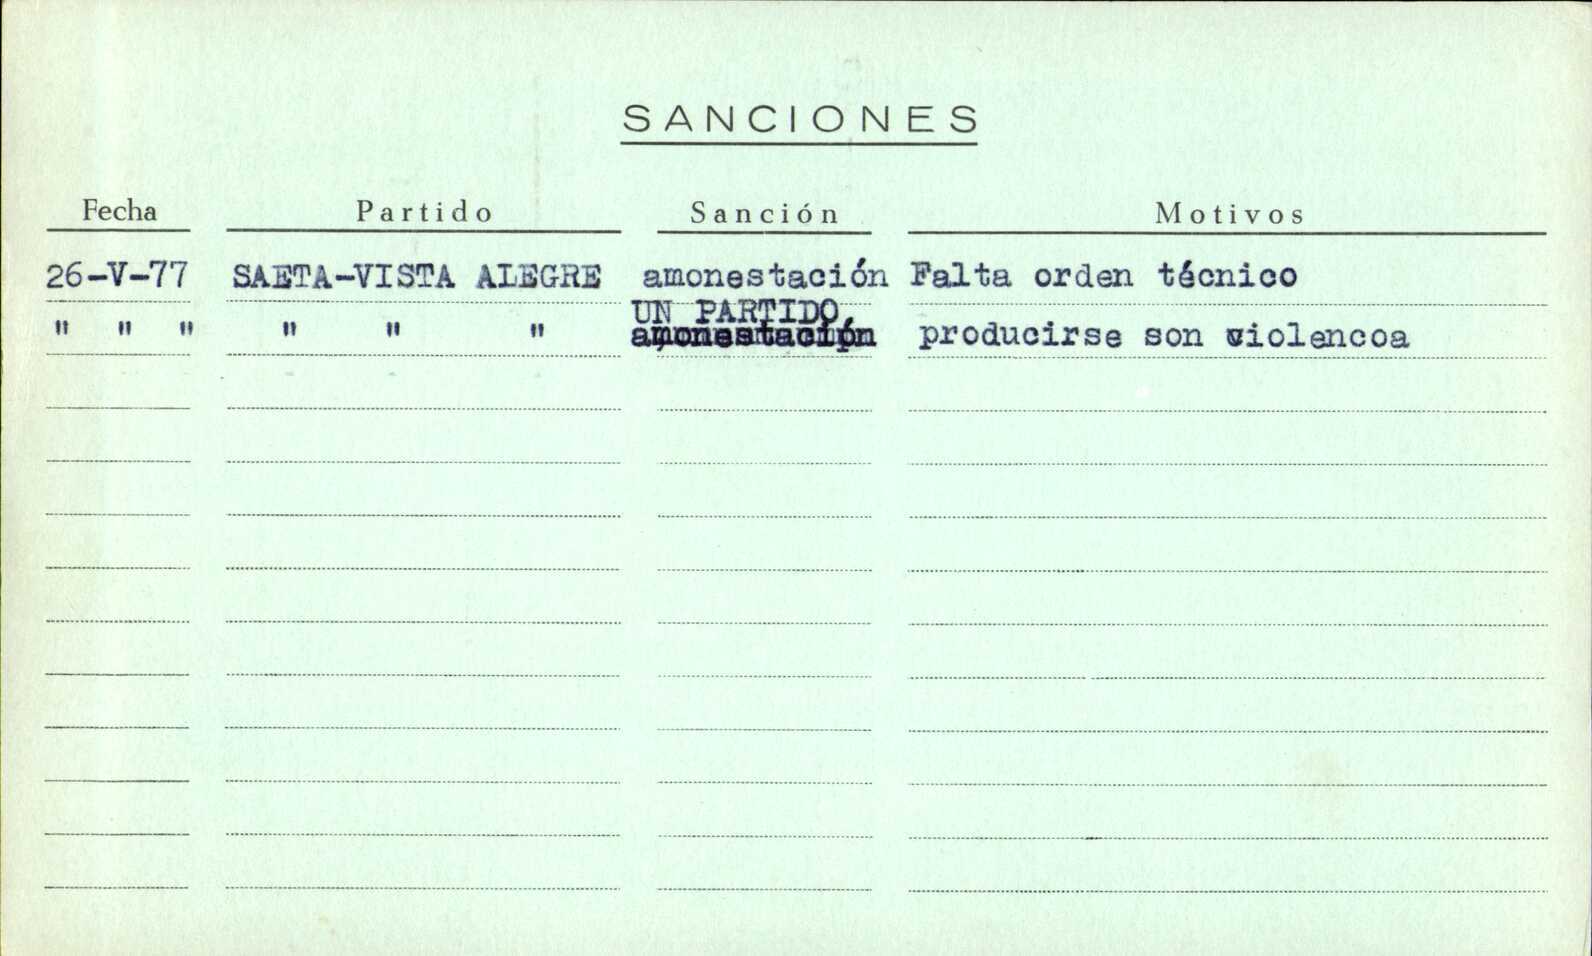 SANCIONES
Fecha Partido Sanción Motivos
26-V-77 SAETA-VISTA ALEGRE amonestación Falta orden técnico
UN PARTIDO.
" " " " " " amonestación producirse son violencoa